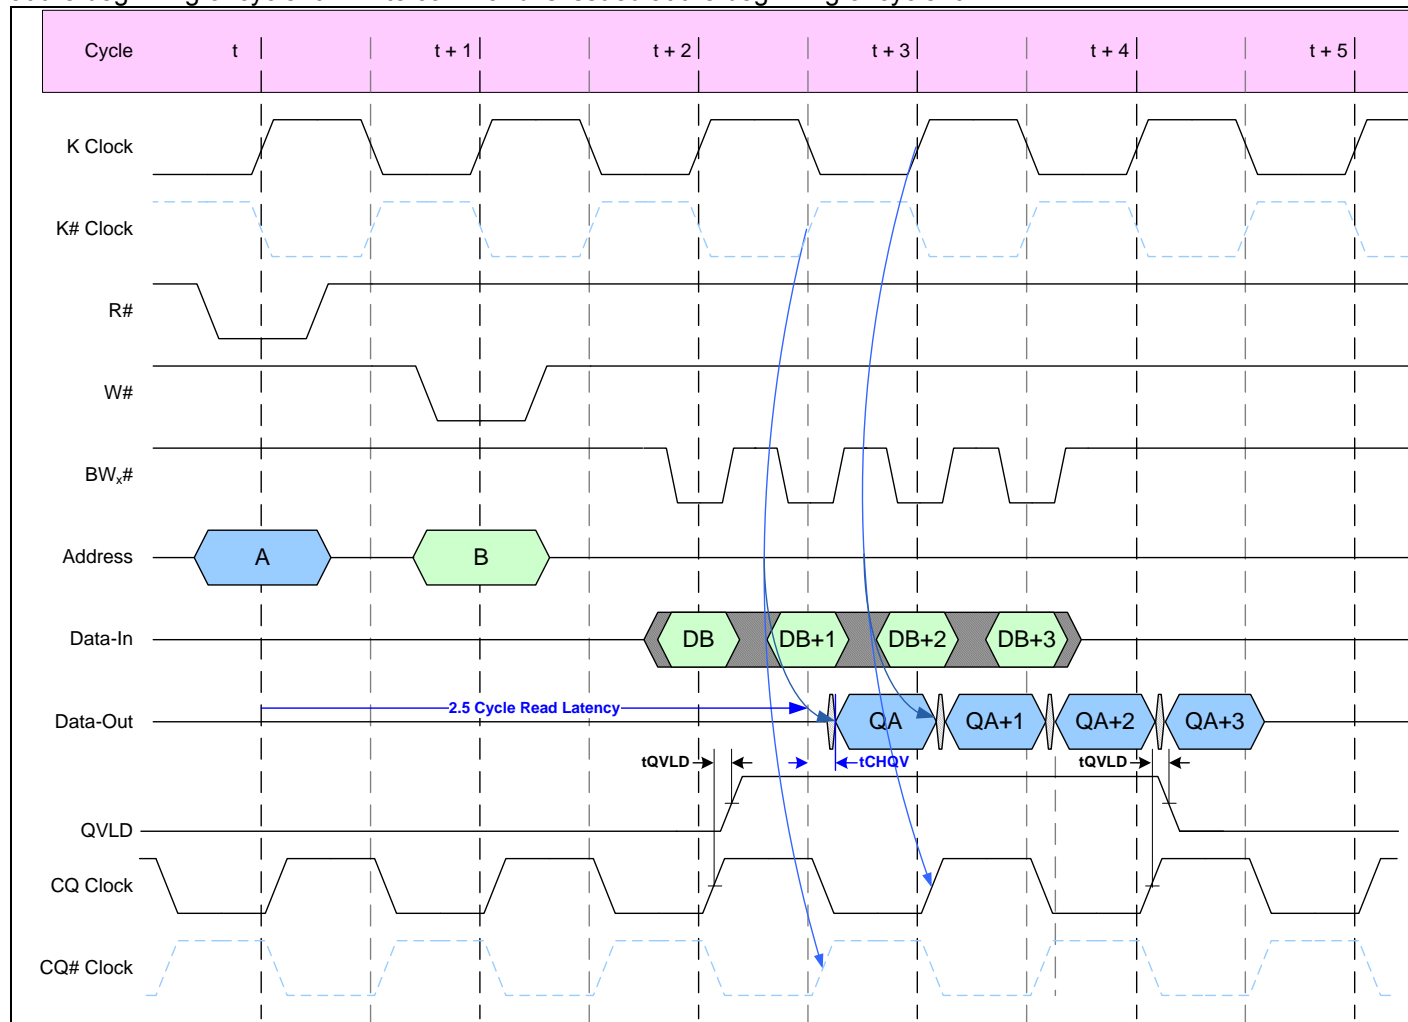 Cycle t t + 1 t + 2 t + 3 t + 4 t + 5
K Clock
K# Clock
R#
W#
BWx#
Address A B
Data-In DB DB+1 DB+2 DB+3
2.5 Cycle Read Latency
Data-Out QA QA+1 QA+2 QA+3
tQVLD tCHQV tQVLD
QVLD
CQ Clock
CQ# Clock